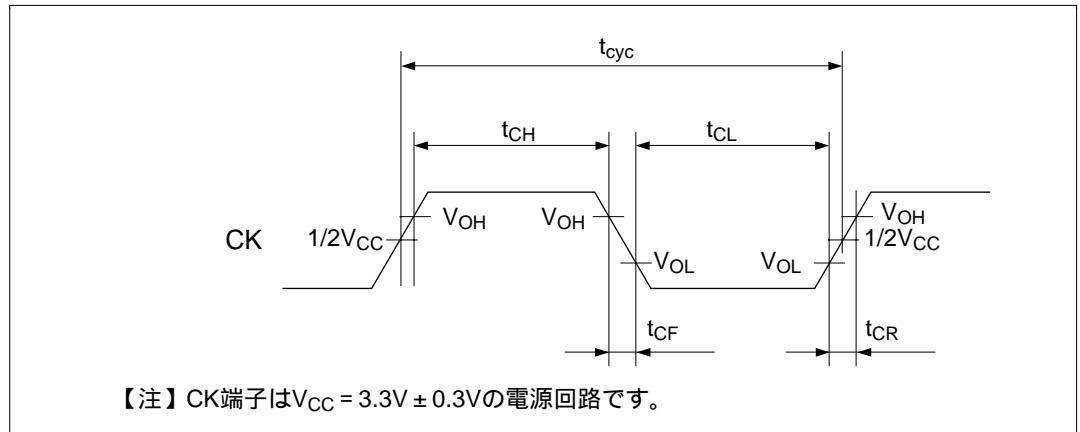 tcyc
tCH
tCL
VOH
VOH
VOH
CK
1/2VCC
1/2VCC
VOL
VOL
tCF
tCR
【注】CK端子はVCC = 3.3V ± 0.3Vの電源回路です。